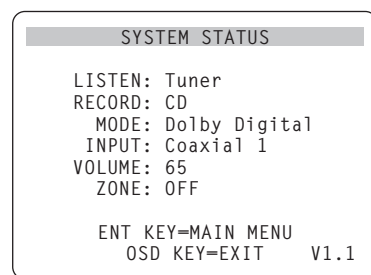 SYSTEM STATUS
LISTEN: Tuner
RECORD: CD
MODE: Dolby Digital
INPUT: Coaxial 1
VOLUME: 65
ZONE: OFF
ENT KEY=MAIN MENU
OSD KEY=EXIT V1.1